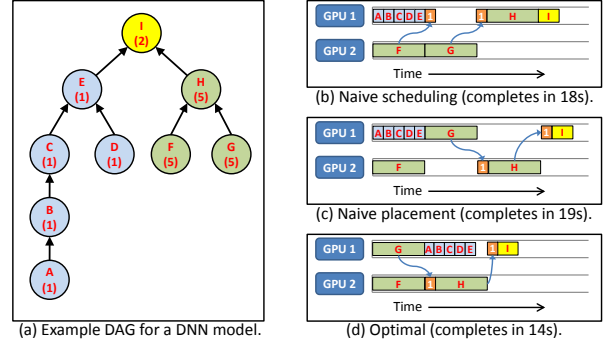 I
(2)
E
(1)
H
(5)
C
(1)
D
(1)
F
(5)
G
(5)
B
(1)
A
(1)
(a) Example DAG for a DNN model.
GPU 1
A B C D E 1 1 H I
GPU 2
F G
Time
(b) Naive scheduling (completes in 18s).
GPU 1
A B C D E G 1 I
GPU 2
F 1 H
Time
(c) Naive placement (completes in 19s).
GPU 1
G A B C D E 1 I
GPU 2
F 1 H
Time
(d) Optimal (completes in 14s).